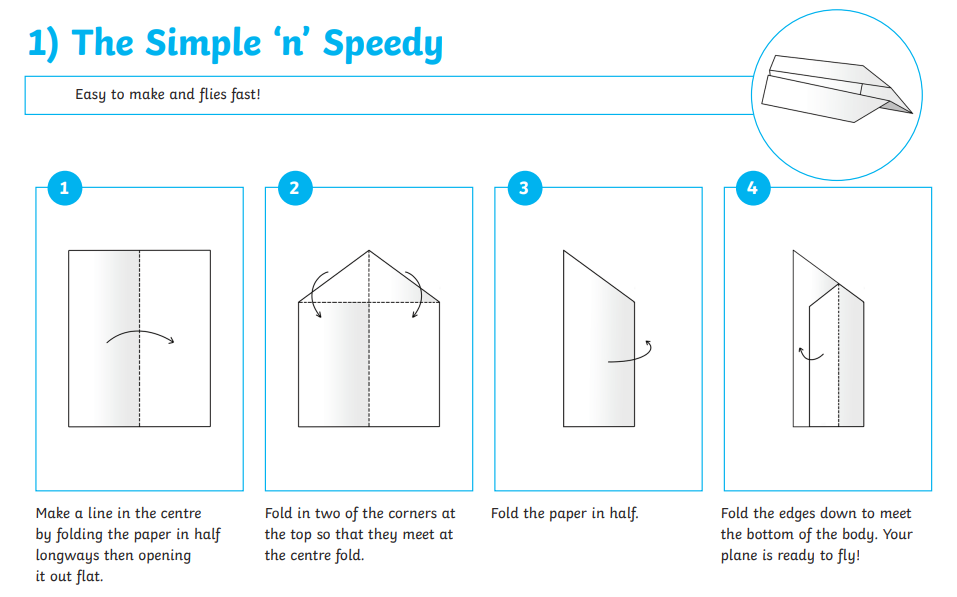 1) The Simple ‘n’ Speedy
Easy to make and flies fast!
1
Make a line in the centre
by folding the paper in half
longways then opening
it out flat.
2
Fold in two of the corners at
the top so that they meet at
the centre fold.
3
Fold the paper in half.
4
Fold the edges down to meet
the bottom of the body. Your
plane is ready to fly!